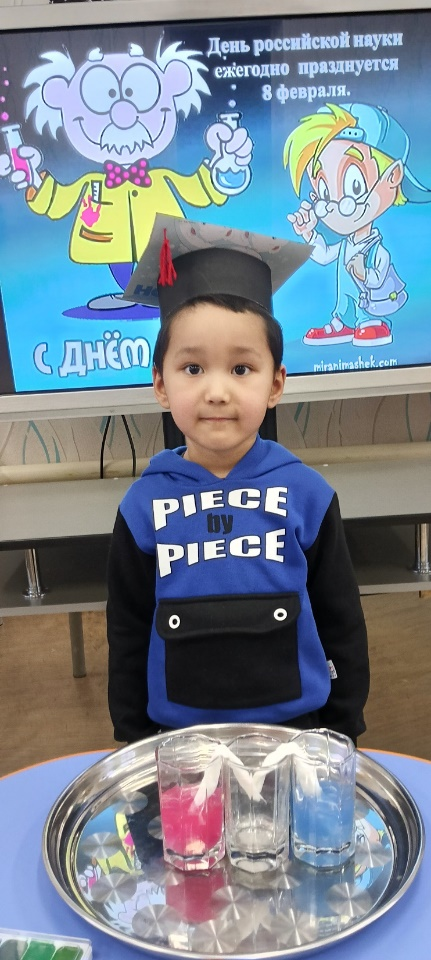 День российской науки
ежегодно празднуется
8 февраля.
С ДНЁМ
miranimashek.com
PIECE
by
PIECE